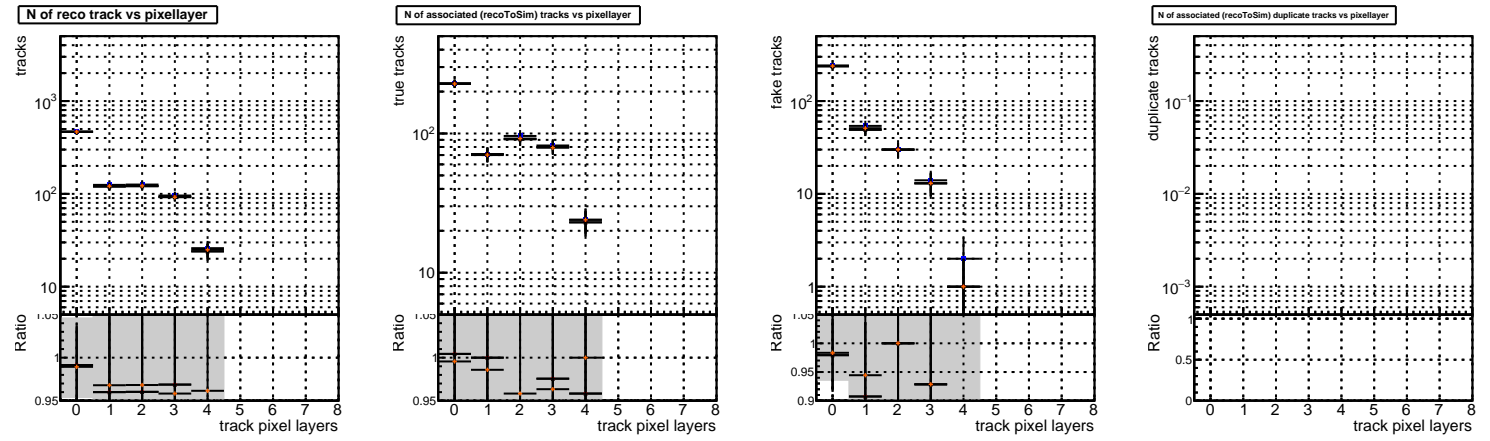 N of reco track vs pixellayer
tracks
10³
10²
10
Ratio
1.05
1
0.95
0 1 2 3 4 5 6 7 8
track pixel layers
N of associated (recoToSim) tracks vs pixellayer
true tracks
10²
10
Ratio
1.05
1
0.95
0 1 2 3 4 5 6 7 8
track pixel layers
fake tracks
10²
10
1
Ratio
1
0.95
0.9
0 1 2 3 4 5 6 7 8
track pixel layers
N of associated (recoToSim) duplicate tracks vs pixellayer
duplicate tracks
10⁻¹
10⁻²
10⁻³
Ratio
1
0.5
0
0 1 2 3 4 5 6 7 8
track pixel layers